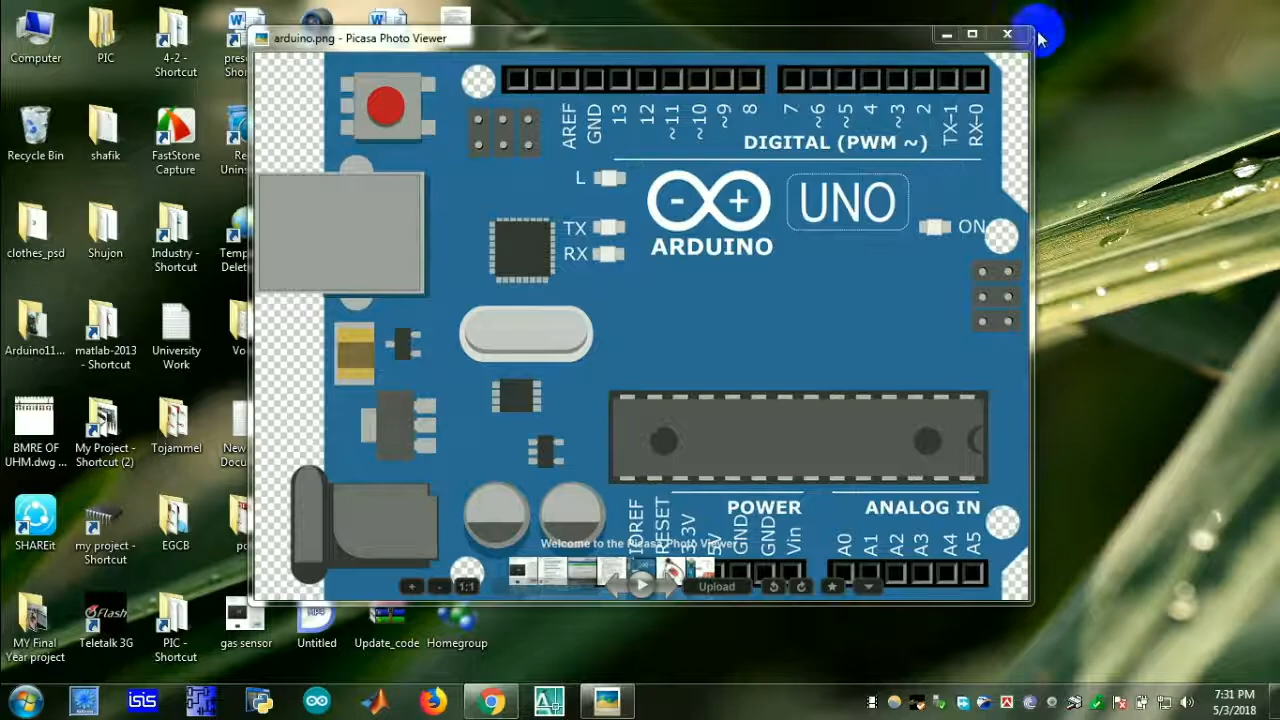 arduino.png - Picasa Photo Viewer
Computer
PIC
4-2 -
Shortcut
Recycle Bin
shafik
FastStone
Capture
clothes_psd
Shujon
Industry -
Shortcut
Arduino11...
matlab-2013
- Shortcut
University
Work
BMRE OF
UHM.dwg ...
My Project -
Shortcut (2)
Tojammel
SHAREit
my project -
Shortcut
EGCB
MY Final
Year project
Teletalk 3G
PIC -
Shortcut
gas sensor
Untitled
Update_code
Homegroup
AREF
GND
13
12
~11
~10
~9
8
7
~6
~5
4
~3
2
TX→1
RX←0
DIGITAL (PWM ~)
L
TX
RX
ARDUINO
UNO
ON
IOREF
RESET
3.3V
5V
GND
GND
Vin
POWER
ANALOG IN
A0
A1
A2
A3
A4
A5
Welcome to the Picasa Photo Viewer
+
-
1:1
Upload
Flash
MP4
ISIS
7:31 PM
5/3/2018